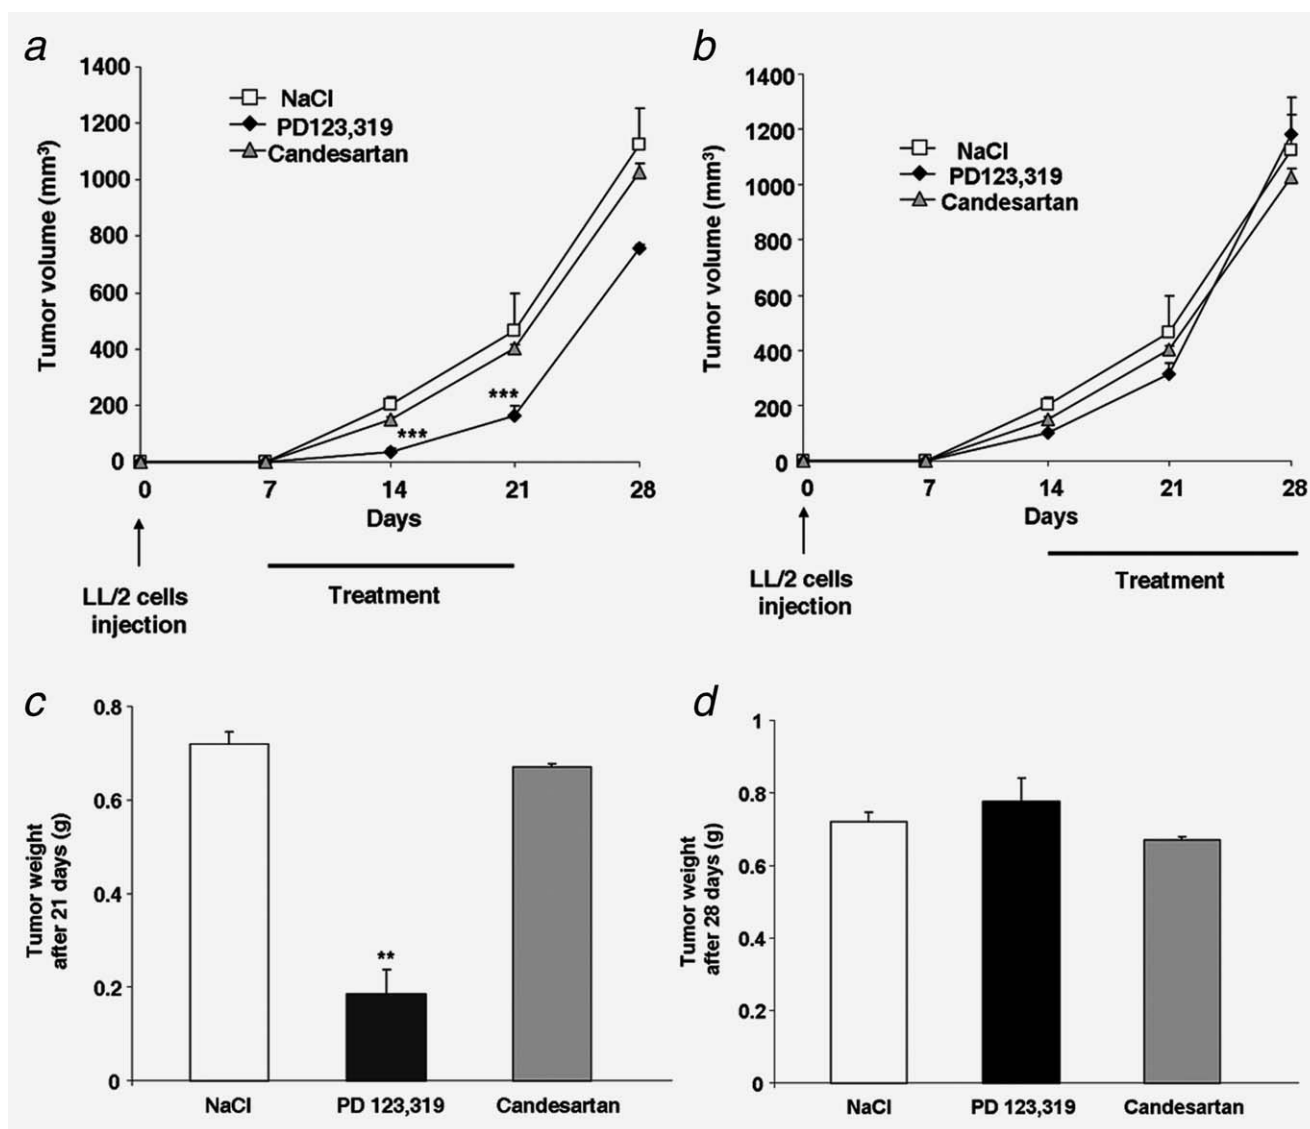 a
1400
1200
1000
800
600
400
200
0
Tumor volume (mm³)
NaCl
PD123,319
Candesartan
***
***
0 7 14 21 28
Days
LL/2 cells
injection
Treatment
b
1400
1200
1000
800
600
400
200
0
Tumor volume (mm³)
NaCl
PD123,319
Candesartan
0 7 14 21 28
Days
LL/2 cells
injection
Treatment
c
0.8
0.6
0.4
0.2
0
Tumor weight
after 21 days (g)
**
NaCl PD 123,319 Candesartan
d
1
0.8
0.6
0.4
0.2
0
Tumor weight
after 28 days (g)
NaCl PD 123,319 Candesartan